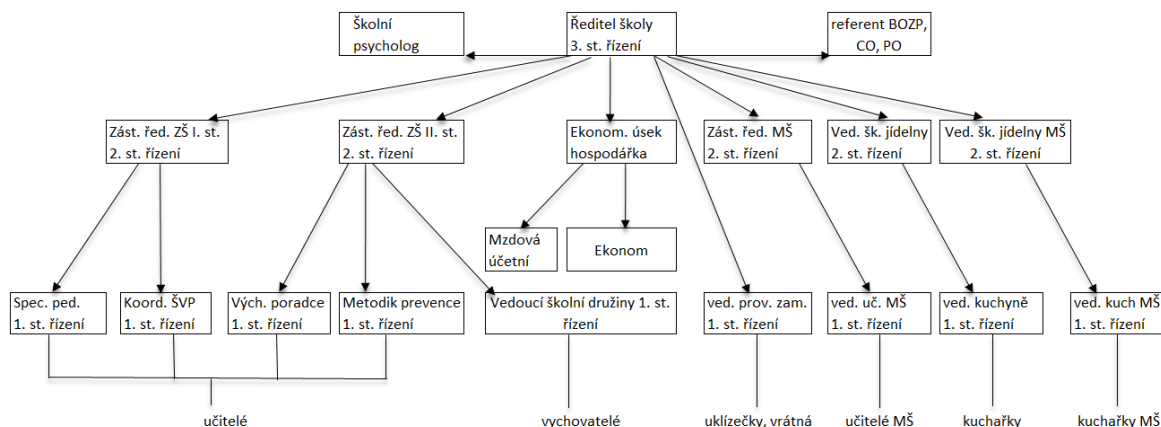 Školní
psycholog
Ředitel školy
3. st. řízení
referent BOZP,
CO, PO
Zást. řed. ZŠ I. st.
2. st. řízení
Zást. řed. ZŠ II. st.
2. st. řízení
Ekonom. úsek
hospodářka
Zást. řed. MŠ
2. st. řízení
Ved. šk. jídelny
2. st. řízení
Ved. šk. jídelny MŠ
2. st. řízení
Mzdová
účetní
Ekonom
Spec. ped.
1. st. řízení
Koord. ŠVP
1. st. řízení
Vých. poradce
1. st. řízení
Metodik prevence
1. st. řízení
Vedoucí školní družiny 1. st.
řízení
ved. prov. zam.
1. st. řízení
ved. uč. MŠ
1. st. řízení
ved. kuchyně
1. st. řízení
ved. kuch MŠ
1. st. řízení
učitelé
vychovatelé
uklízečky, vrátná
učitelé MŠ
kuchařky
kuchařky MŠ